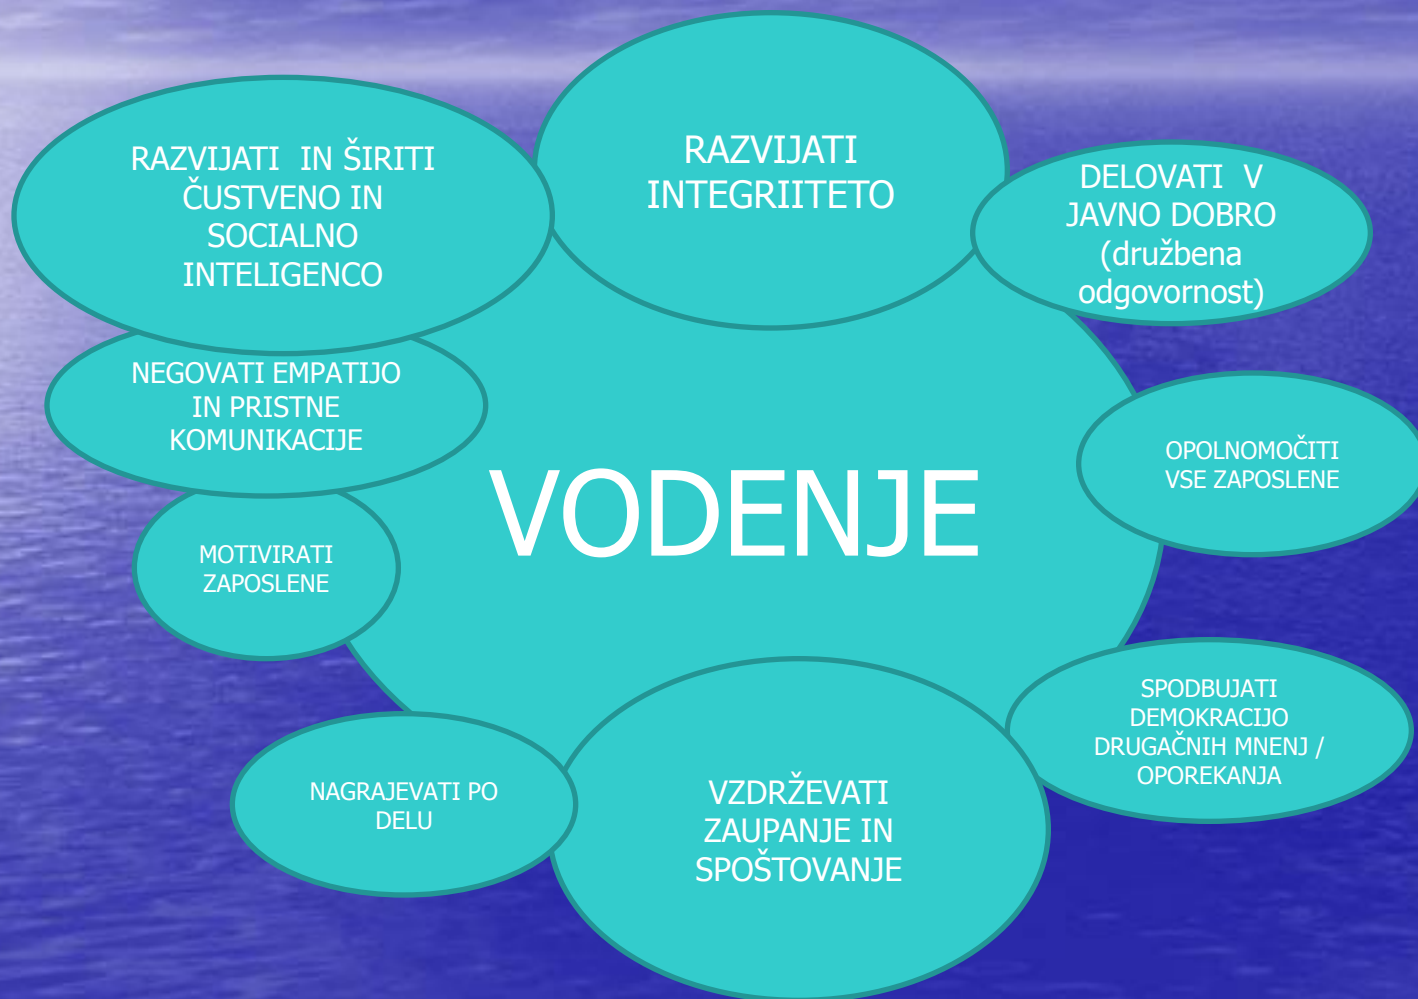 RAZVIJATI IN ŠIRITI
ČUSTVENO IN
SOCIALNO
INTELIGENCO
RAZVIJATI
INTEGRIITETO
DELOVATI V
JAVNO DOBRO
(družbena
odgovornost)
NEGOVATI EMPATIJO
IN PRISTNE
KOMUNIKACIJE
OPOLNOMOČITI
VSE ZAPOSLENE
VODENJE
MOTIVIRATI
ZAPOSLENE
SPODBUJATI
DEMOKRACIJO
DRUGAČNIH MNENJ /
OPOREKANJA
NAGRAJEVATI PO
DELU
VZDRŽEVATI
ZAUPANJE IN
SPOŠTOVANJE